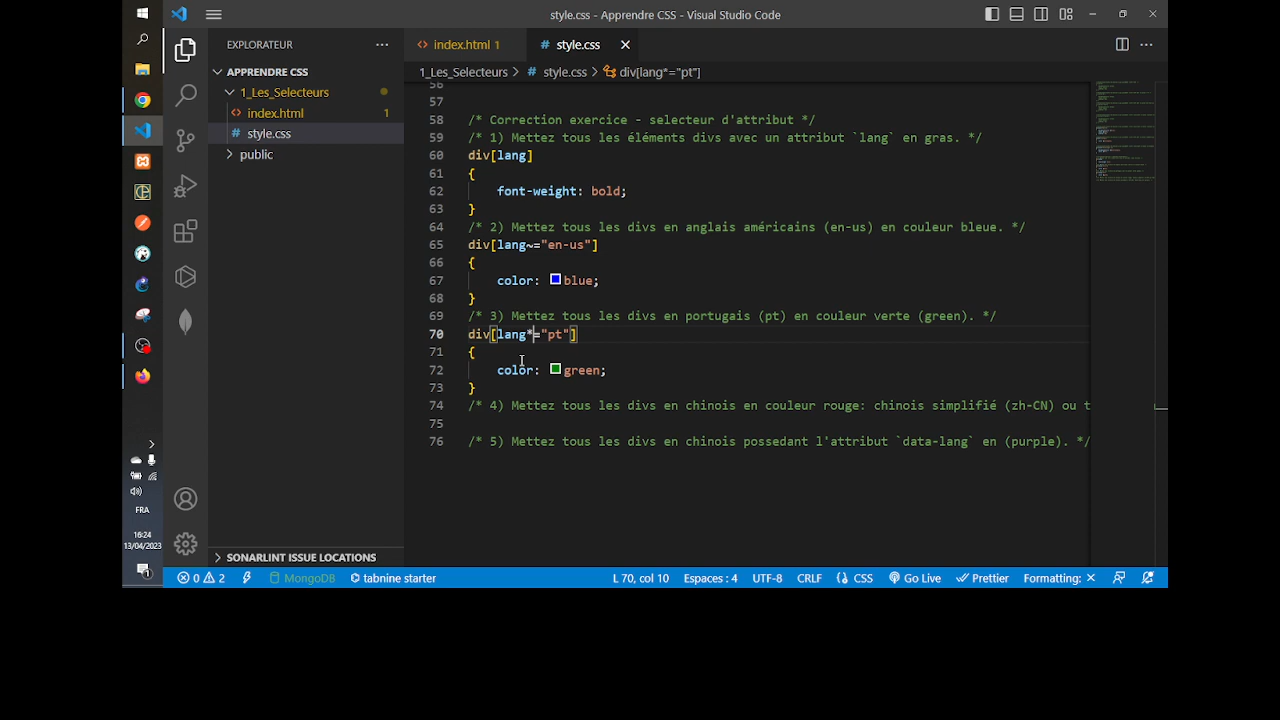 style.css - Apprendre CSS - Visual Studio Code
EXPLORATEUR
index.html 1
style.css
APPRENDRE CSS
1_Les_Selecteurs > style.css > div[lang*="pt"]
1_Les_Selecteurs
index.html 1
style.css
public
56
57
58 /* Correction exercice - selecteur d'attribut */
59 /* 1) Mettez tous les éléments divs avec un attribut `lang` en gras. */
60 div[lang]
61 {
62 font-weight: bold;
63 }
64 /* 2) Mettez tous les divs en anglais américains (en-us) en couleur bleue. */
65 div[lang~="en-us"]
66 {
67 color: blue;
68 }
69 /* 3) Mettez tous les divs en portugais (pt) en couleur verte (green). */
70 div[lang*="pt"]
71 {
72 color: green;
73 }
74 /* 4) Mettez tous les divs en chinois en couleur rouge: chinois simplifié (zh-CN) ou t
75
76 /* 5) Mettez tous les divs en chinois possedant l'attribut `data-lang` en (purple). */
FRA
16:24
13/04/2023
1
SONARLINT ISSUE LOCATIONS
0 2 MongoDB tabnine starter L 70, col 10 Espaces : 4 UTF-8 CRLF CSS Go Live Prettier Formatting: ×